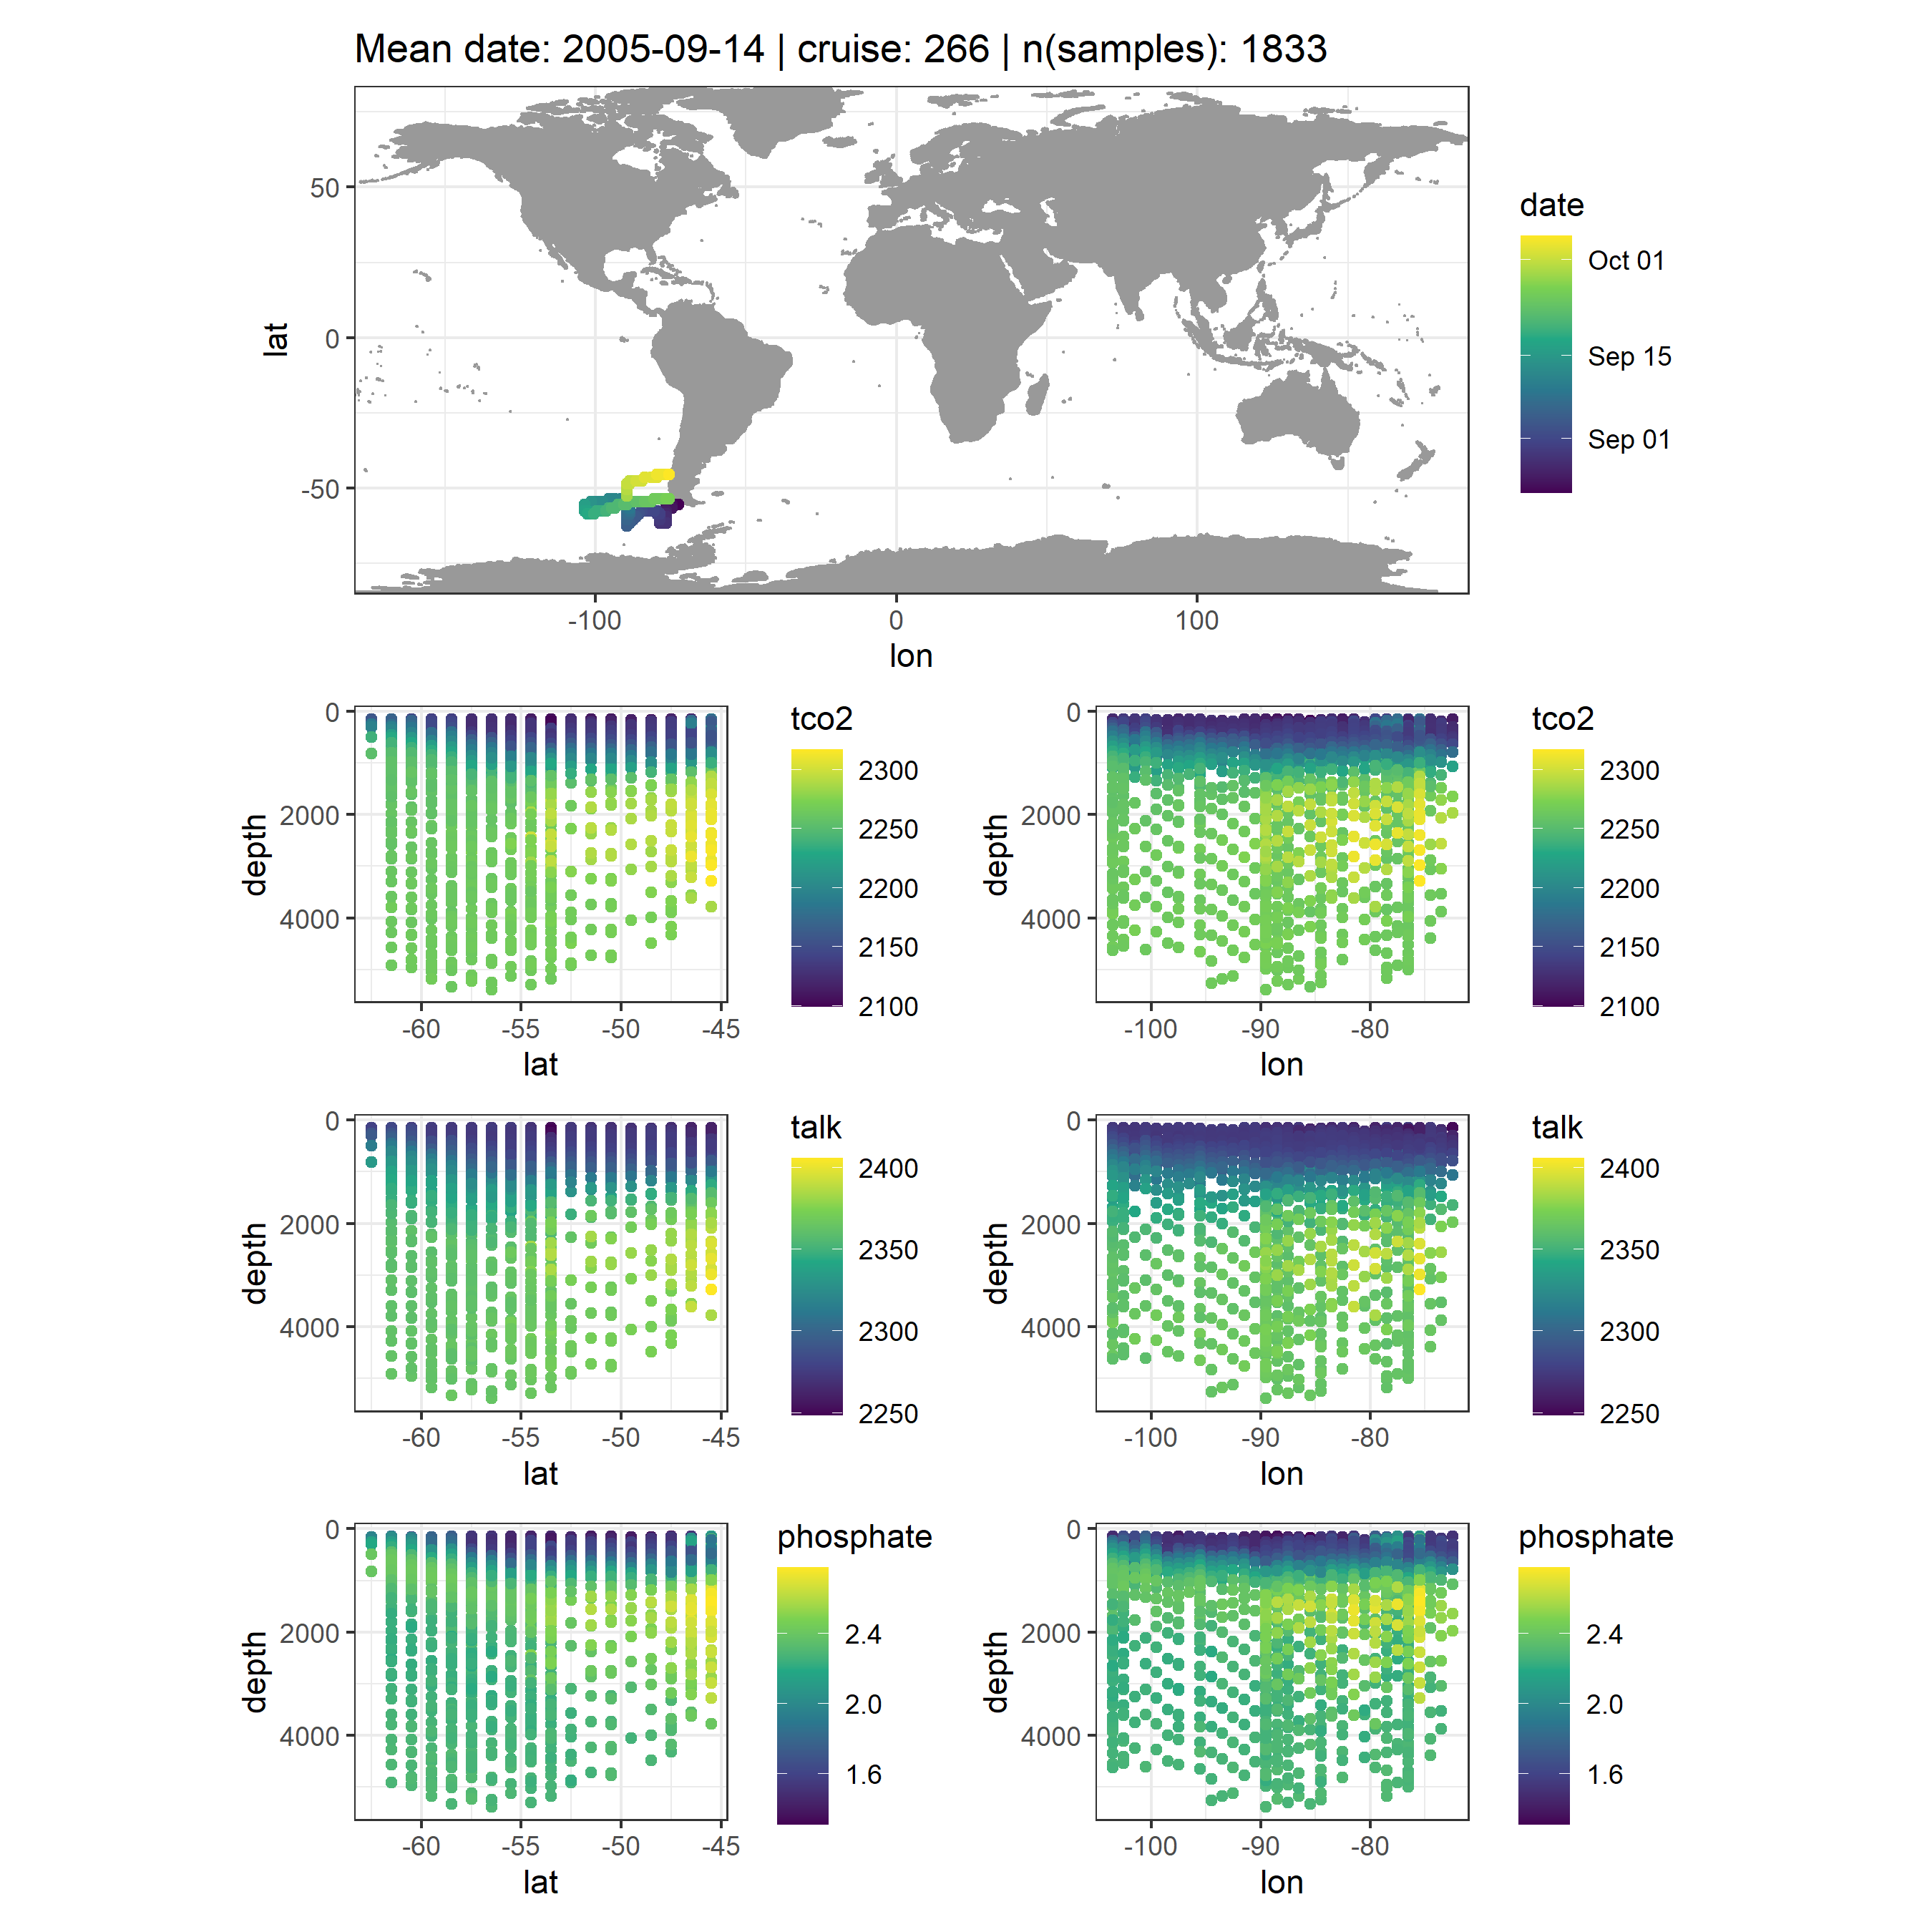 Mean date: 2005-09-14 | cruise: 266 | n(samples): 1833
lat
50
0
-50
-100 0 100
lon
date
Oct 01
Sep 15
Sep 01
depth
0
2000
4000
-60 -55 -50 -45
lat
tco2
2300
2250
2200
2150
2100
depth
0
2000
4000
-100 -90 -80
lon
tco2
2300
2250
2200
2150
2100
depth
0
2000
4000
-60 -55 -50 -45
lat
talk
2400
2350
2300
2250
depth
0
2000
4000
-100 -90 -80
lon
talk
2400
2350
2300
2250
depth
0
2000
4000
-60 -55 -50 -45
lat
phosphate
2.4
2.0
1.6
depth
0
2000
4000
-100 -90 -80
lon
phosphate
2.4
2.0
1.6